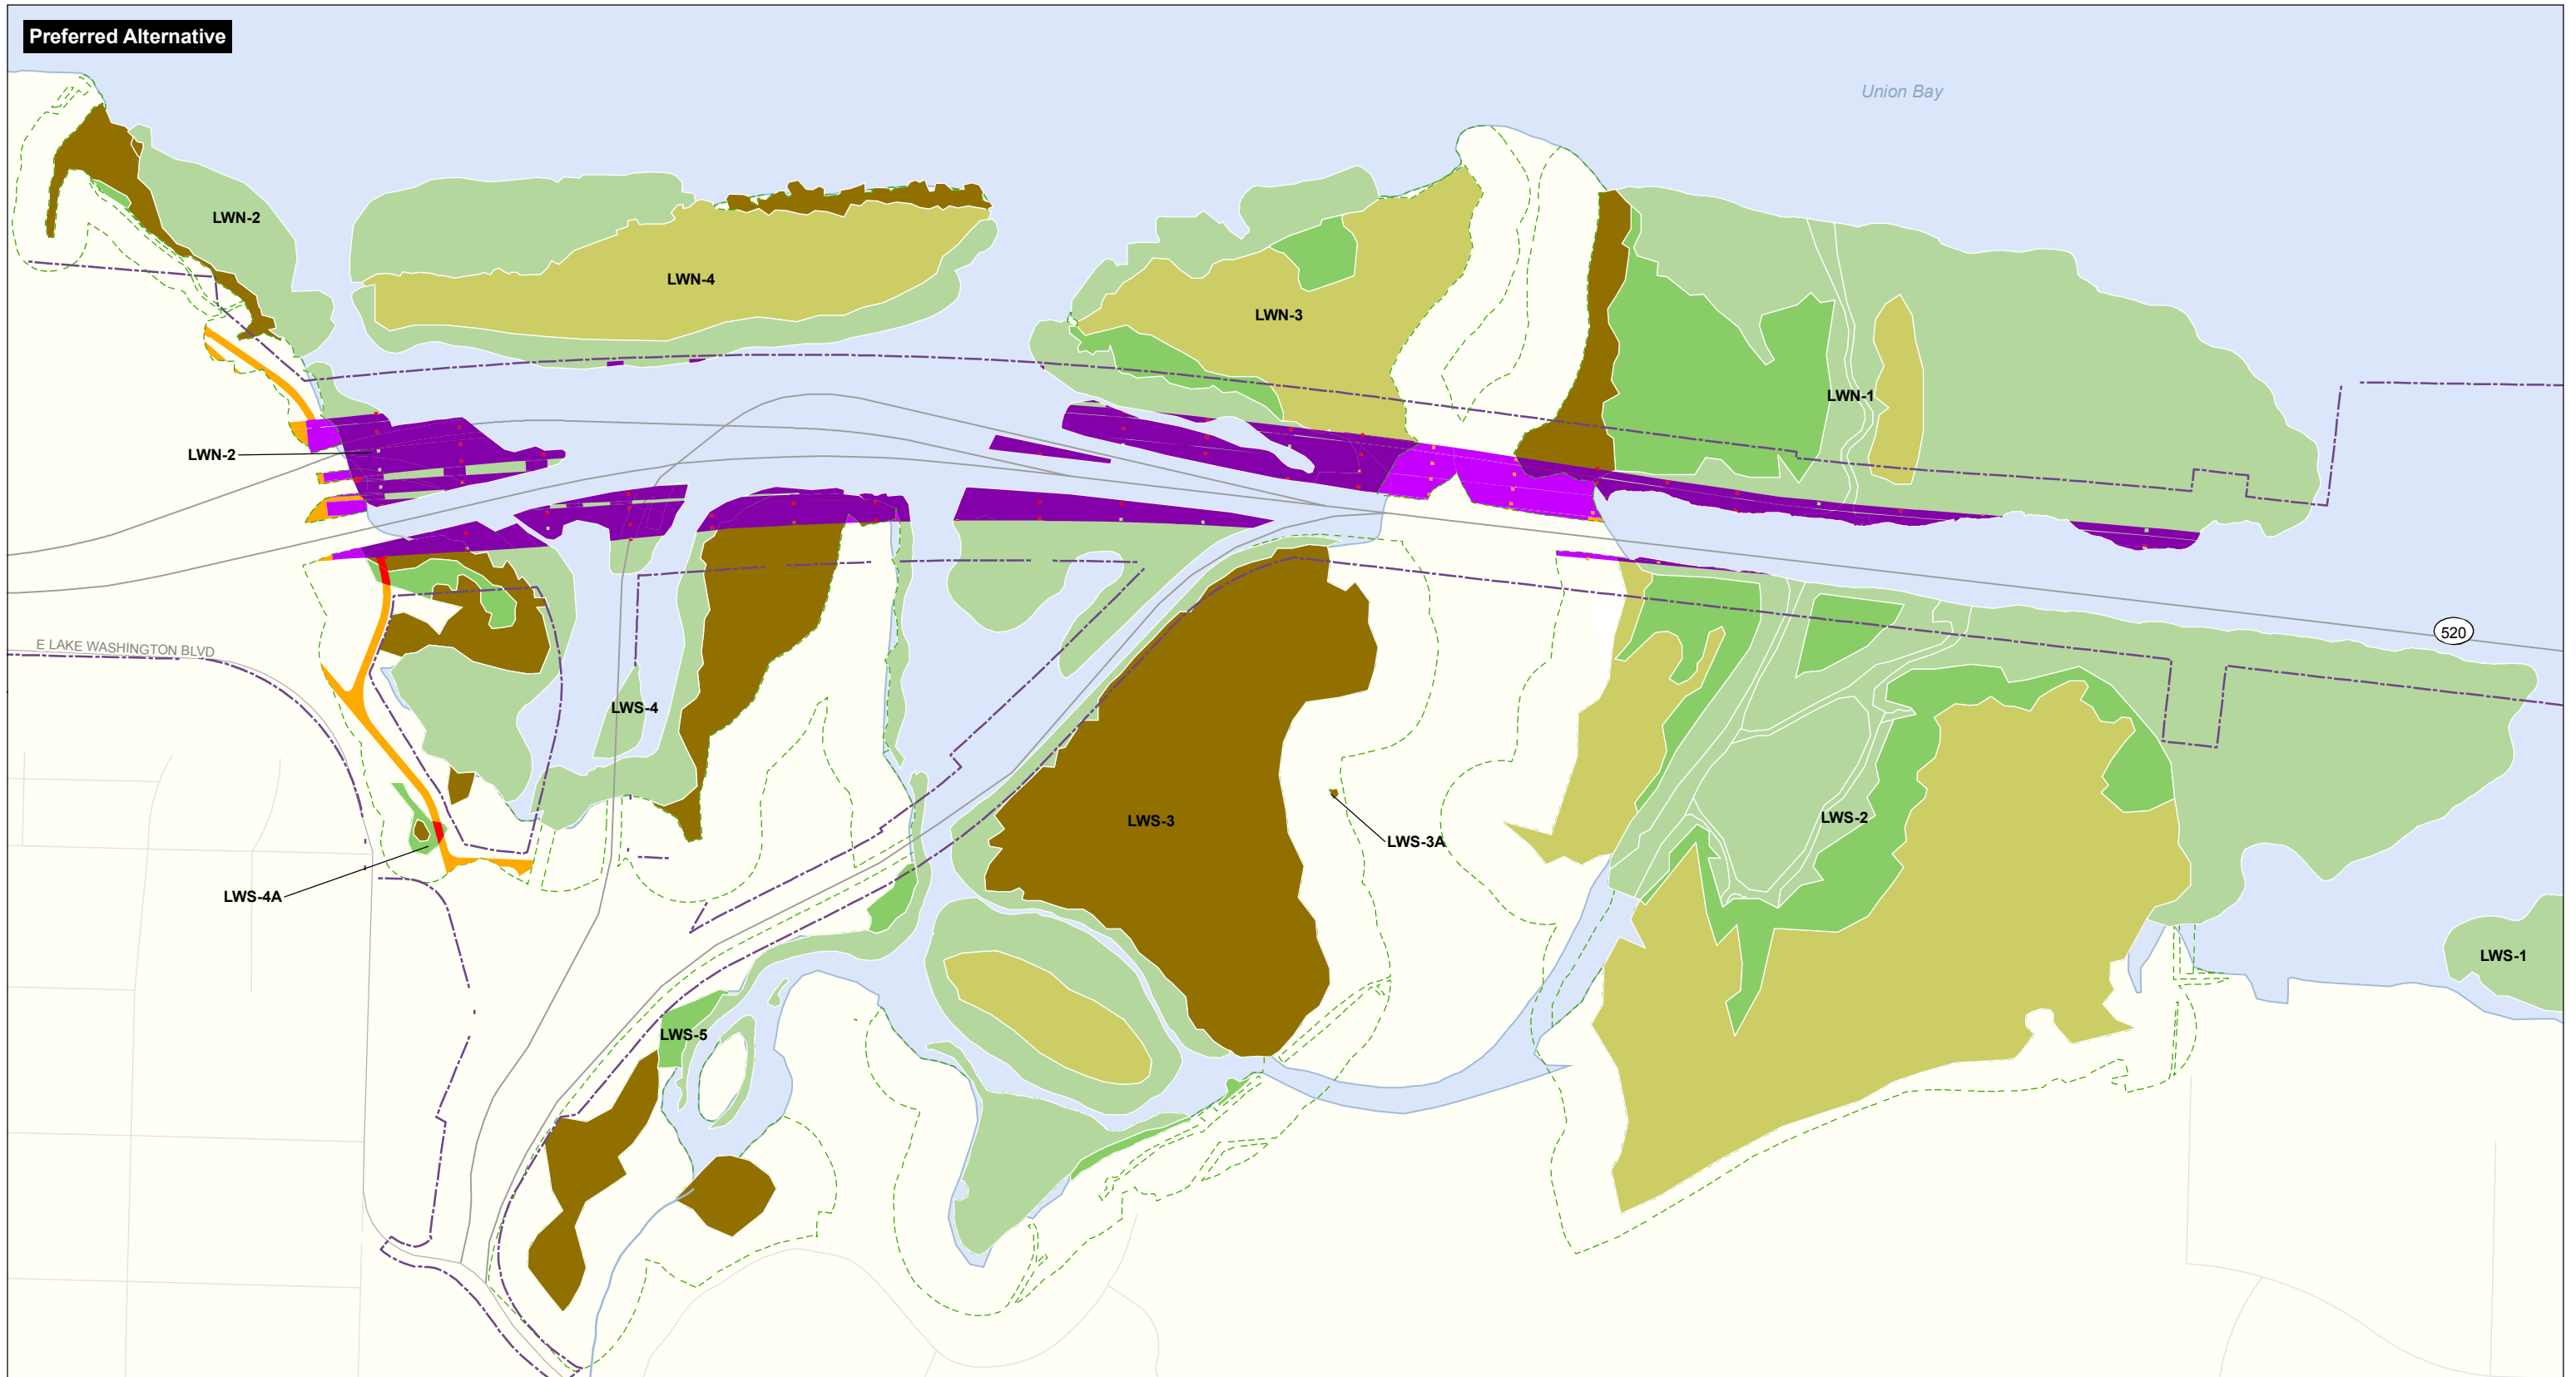 Preferred Alternative
Union Bay
LWN-2
LWN-4
LWN-3
LWN-1
LWN-2
520
E LAKE WASHINGTON BLVD
LWS-4
LWS-3
LWS-2
LWS-3A
LWS-4A
LWS-1
LWS-5